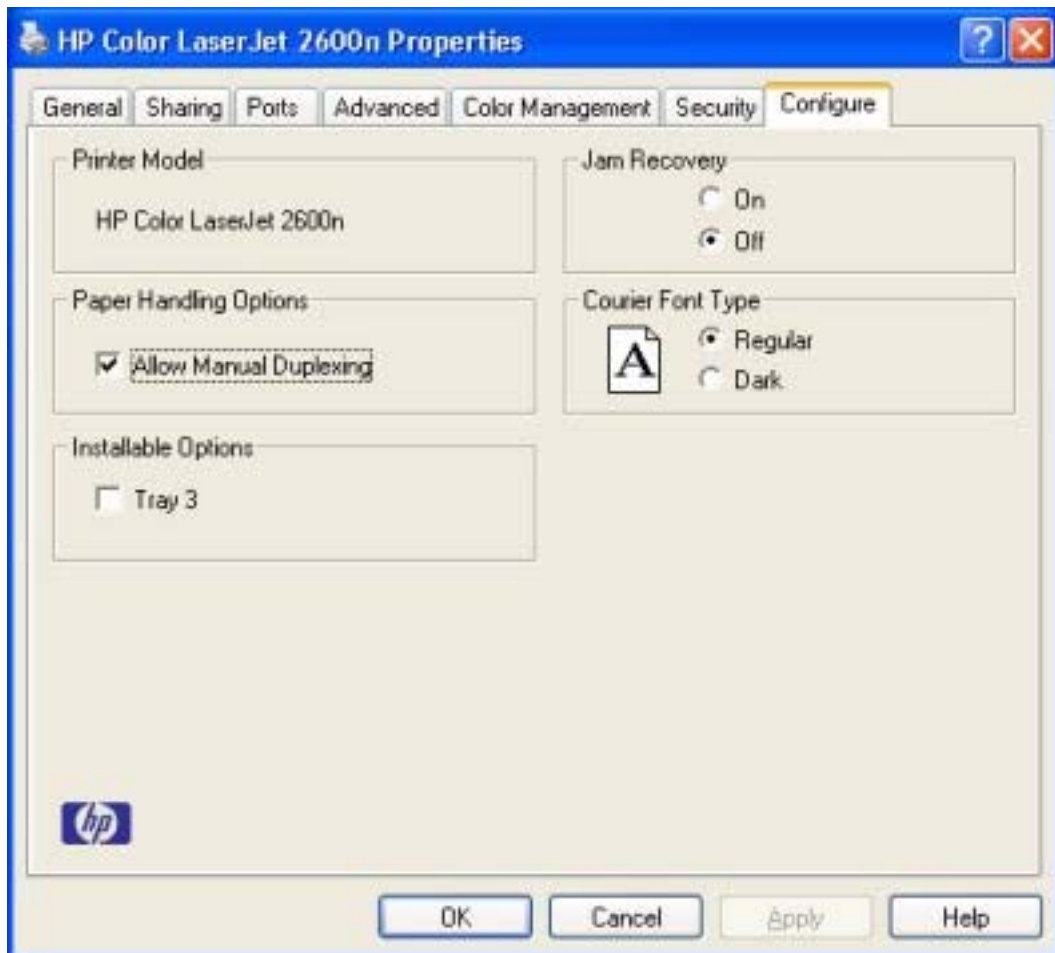 HP Color LaserJet 2600n Properties
?
General Sharing Ports Advanced Color Management Security Configure
Printer Model
HP Color LaserJet 2600n
Jam Recovery
On
Off
Paper Handling Options
Allow Manual Duplexing
Courier Font Type
A
Regular
Dark
Installable Options
Tray 3
hp
OK Cancel Apply Help